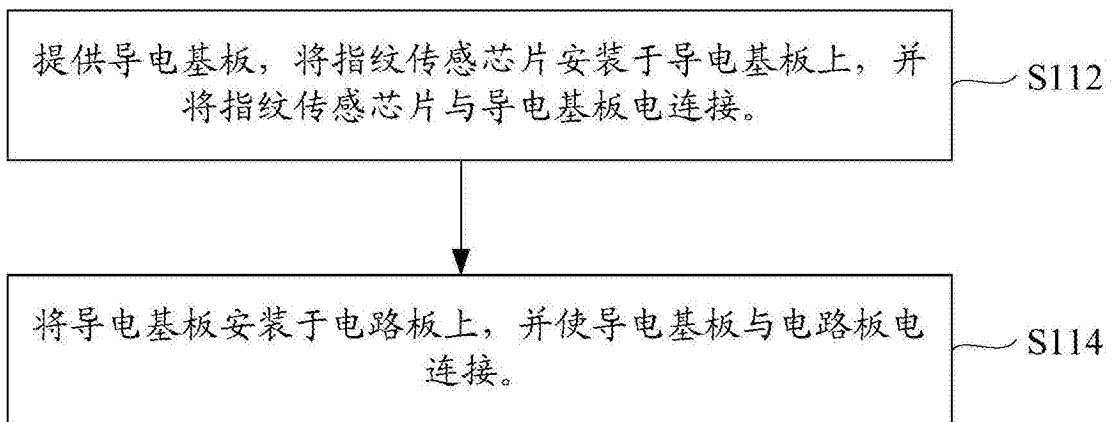 提供导电基板，将指纹传感芯片安装于导电基板上，并
将指纹传感芯片与导电基板电连接。
S112
将导电基板安装于电路板上，并使导电基板与电路板电
连接。
S114